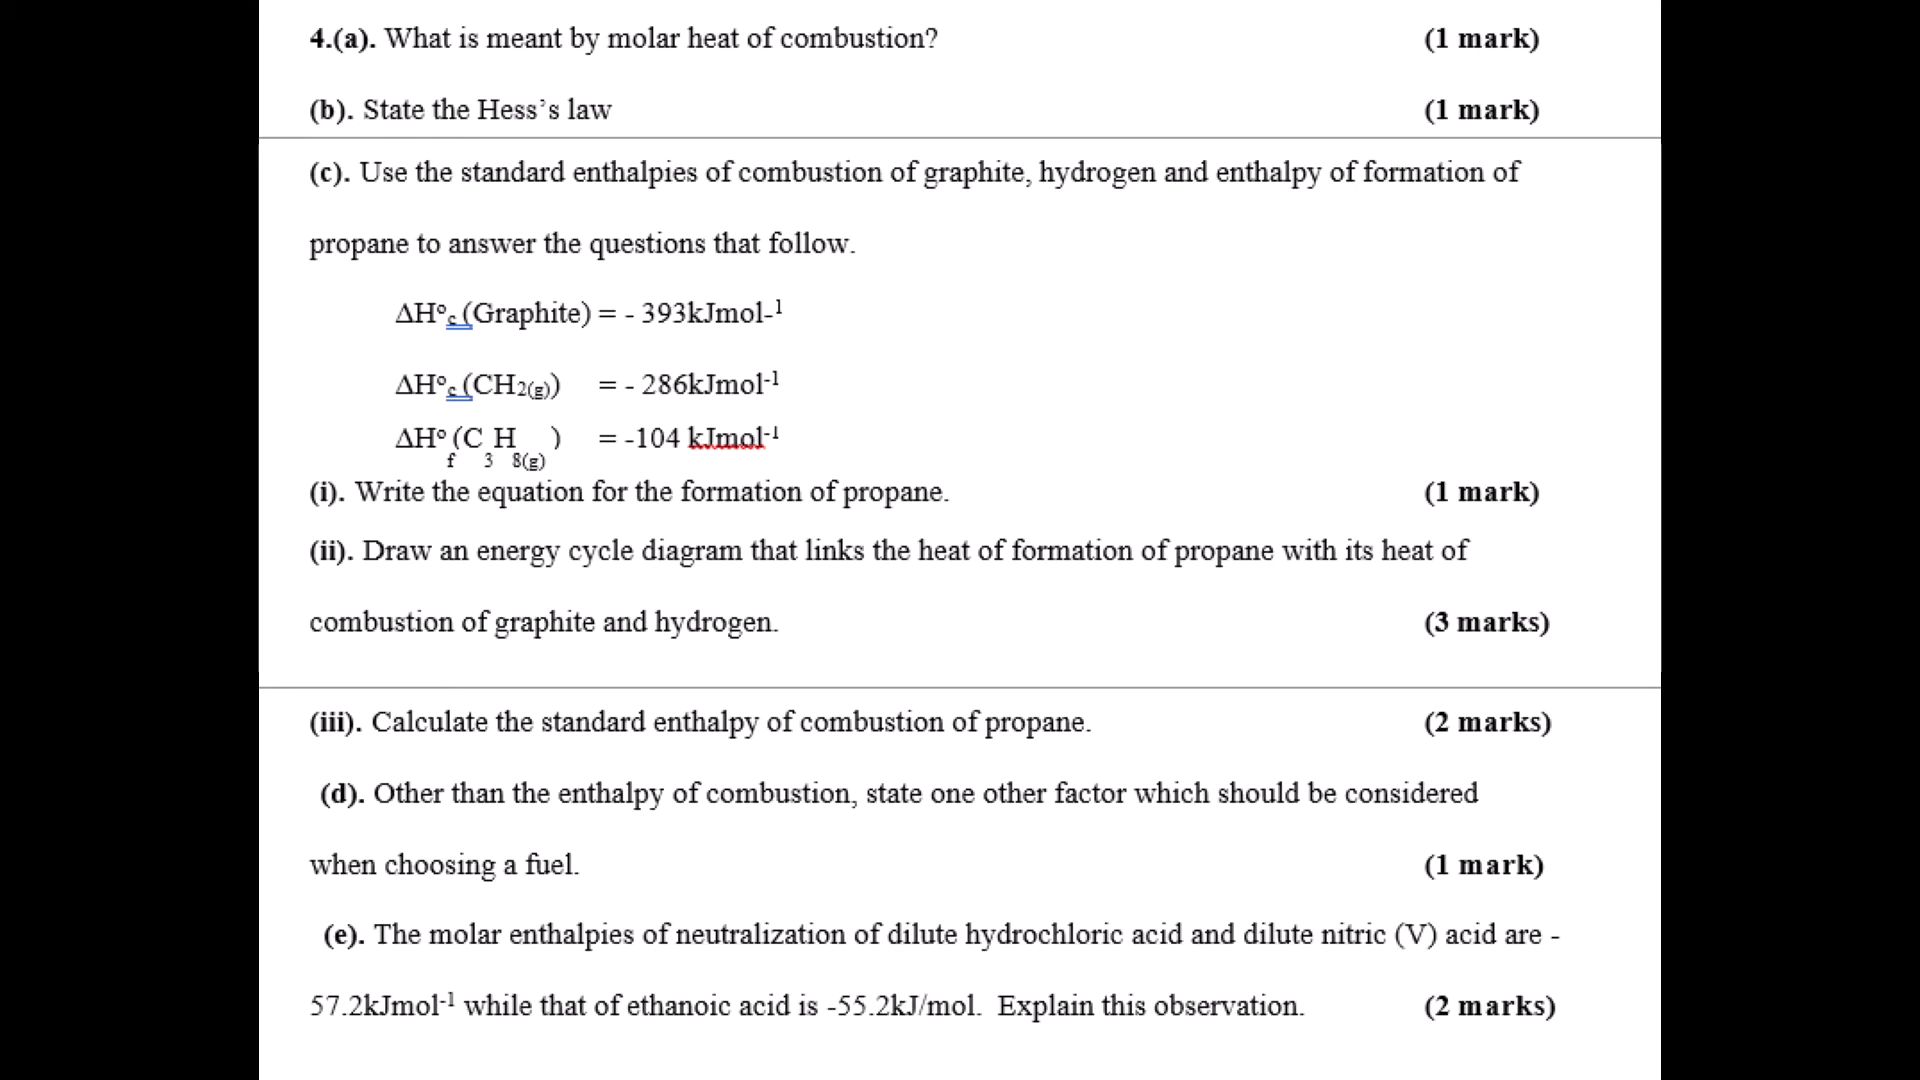 4.(a). What is meant by molar heat of combustion? (1 mark)
(b). State the Hess’s law (1 mark)
(c). Use the standard enthalpies of combustion of graphite, hydrogen and enthalpy of formation of
propane to answer the questions that follow.
ΔH°c (Graphite) = - 393kJmol-¹
ΔH°c (CH2(g)) = - 286kJmol⁻¹
ΔH°f (C3H8(g)) = -104 kJmol⁻¹
(i). Write the equation for the formation of propane. (1 mark)
(ii). Draw an energy cycle diagram that links the heat of formation of propane with its heat of
combustion of graphite and hydrogen. (3 marks)
(iii). Calculate the standard enthalpy of combustion of propane. (2 marks)
(d). Other than the enthalpy of combustion, state one other factor which should be considered
when choosing a fuel. (1 mark)
(e). The molar enthalpies of neutralization of dilute hydrochloric acid and dilute nitric (V) acid are -
57.2kJmol⁻¹ while that of ethanoic acid is -55.2kJ/mol. Explain this observation. (2 marks)